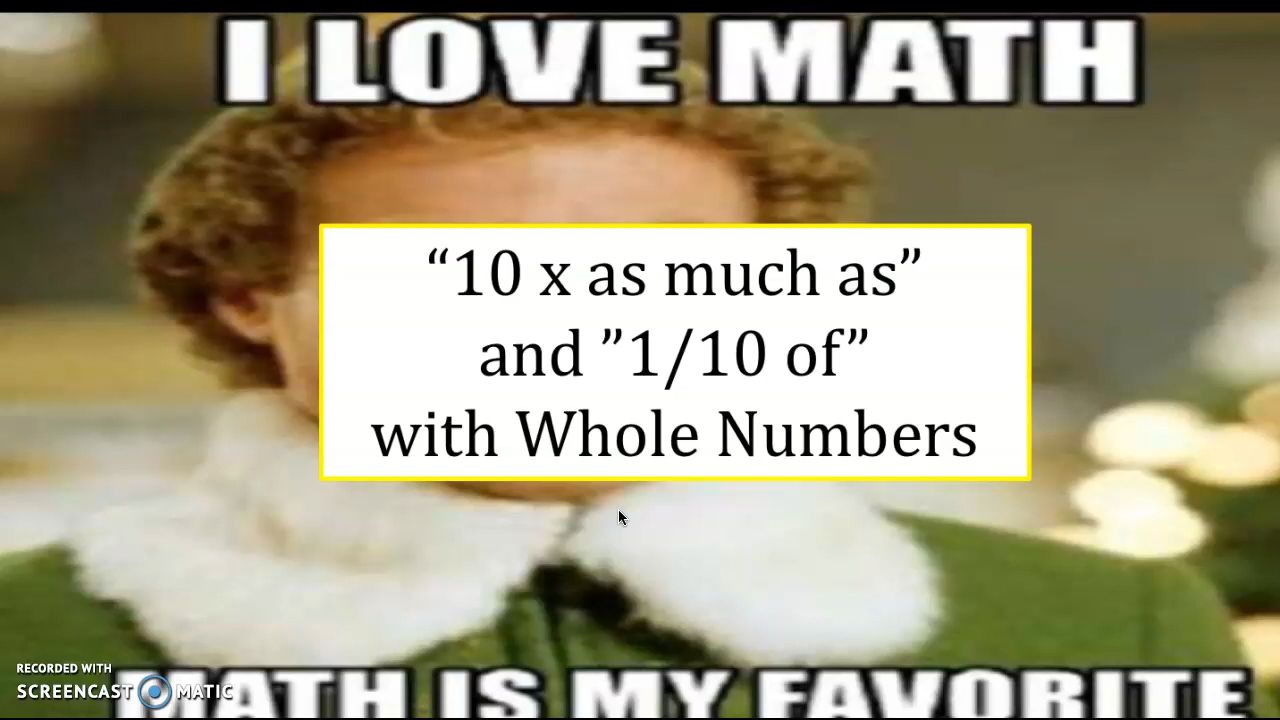 I LOVE MATH
“10 x as much as”
and ”1/10 of”
with Whole Numbers
RECORDED WITH
SCREENCAST MATIC
MATH IS MY FAVORITE